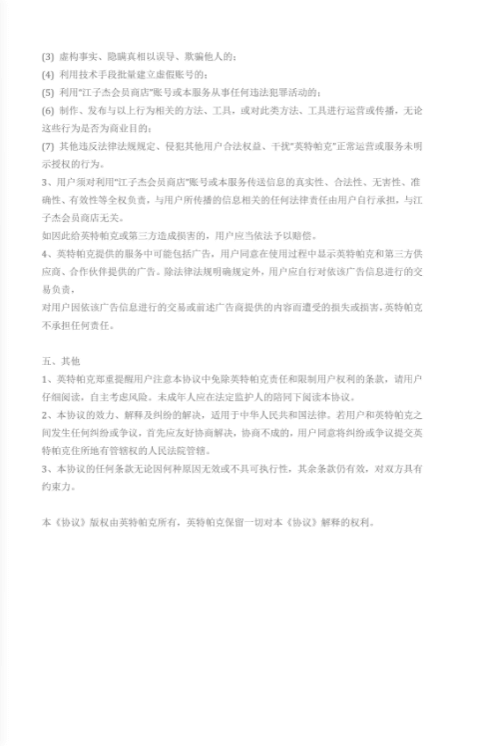 (3) 虚构事实、隐瞒真相以误导、欺骗他人的；
(4) 利用技术手段批量建立虚假账号的；
(5) 利用“江子杰会员商店”账号或本服务从事任何违法犯罪活动的；
(6) 制作、发布与以上行为相关的方法、工具，或对此类方法、工具进行运营或传播，无论
这些行为是否为商业目的；
(7) 其他违反法律法规规定、侵犯其他用户合法权益、干扰“英特帕克”正常运营或服务未明
示授权的行为。
3、用户须对利用“江子杰会员商店”账号或本服务传送信息的真实性、合法性、无害性、准
确性、有效性等全权负责，与用户所传播的信息相关的任何法律责任由用户自行承担，与江
子杰会员商店无关。
如因此给英特帕克或第三方造成损害的，用户应当依法予以赔偿。
4、英特帕克提供的服务中可能包括广告，用户同意在使用过程中显示英特帕克和第三方供
应商、合作伙伴提供的广告。除法律法规明确规定外，用户应自行对依该广告信息进行的交
易负责，
对用户因依该广告信息进行的交易或前述广告商提供的内容而遭受的损失或损害，英特帕克
不承担任何责任。
五、其他
1、英特帕克郑重提醒用户注意本协议中免除英特帕克责任和限制用户权利的条款，请用户
仔细阅读，自主考虑风险。未成年人应在法定监护人的陪同下阅读本协议。
2、本协议的效力、解释及纠纷的解决，适用于中华人民共和国法律。若用户和英特帕克之
间发生任何纠纷或争议，首先应友好协商解决，协商不成的，用户同意将纠纷或争议提交英
特帕克住所地有管辖权的人民法院管辖。
3、本协议的任何条款无论因何种原因无效或不具可执行性，其余条款仍有效，对双方具有
约束力。
本《协议》版权由英特帕克所有，英特帕克保留一切对本《协议》解释的权利。